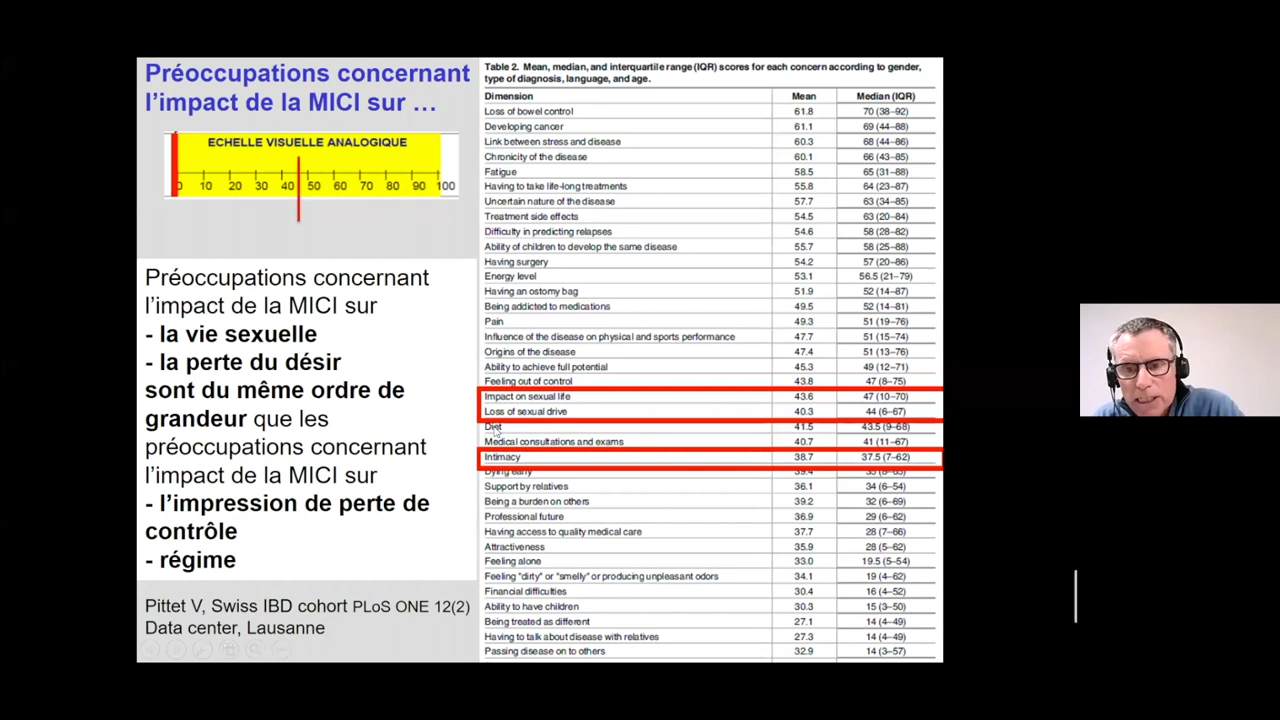 Préoccupations concernant
l'impact de la MICI sur …
ECHELLE VISUELLE ANALOGIQUE
0 10 20 30 40 50 60 70 80 90 100
Préoccupations concernant
l'impact de la MICI sur
- la vie sexuelle
- la perte du désir
sont du même ordre de
grandeur que les
préoccupations concernant
l'impact de la MICI sur
- l'impression de perte de
contrôle
- régime
Pittet V, Swiss IBD cohort PLoS ONE 12(2)
Data center, Lausanne
Table 2. Mean, median, and interquartile range (IQR) scores for each concern according to gender,
type of diagnosis, language, and age.
Dimension Mean Median (IQR)
Loss of bowel control 61.8 70 (38–92)
Developing cancer 61.1 69 (44–88)
Link between stress and disease 60.3 68 (44–86)
Chronicity of the disease 60.1 66 (43–85)
Fatigue 58.5 65 (31–88)
Having to take life-long treatments 55.8 64 (23–87)
Uncertain nature of the disease 57.7 63 (34–85)
Treatment side effects 54.5 63 (20–84)
Difficulty in predicting relapses 54.6 58 (28–82)
Ability of children to develop the same disease 55.7 58 (25–88)
Having surgery 54.2 57 (20–86)
Energy level 53.1 56.5 (21–79)
Having an ostomy bag 51.9 52 (14–87)
Being addicted to medications 49.5 52 (14–81)
Pain 49.3 51 (19–76)
Influence of the disease on physical and sports performance 47.7 51 (15–74)
Origins of the disease 47.4 51 (13–76)
Ability to achieve full potential 45.3 49 (12–71)
Feeling out of control 43.8 47 (8–75)
Impact on sexual life 43.6 47 (10–70)
Loss of sexual drive 40.3 44 (6–67)
Diet 41.5 43.5 (9–68)
Medical consultations and exams 40.7 41 (11–67)
Intimacy 38.7 37.5 (7–62)
Dying early 39.4
Support by relatives 36.1 34 (6–54)
Being a burden on others 39.2 32 (6–69)
Professional future 36.9 29 (6–62)
Having access to quality medical care 37.7 28 (7–66)
Attractiveness 35.9 28 (5–62)
Feeling alone 33.0 19.5 (5–54)
Feeling "dirty" or "smelly" or producing unpleasant odors 34.1 19 (4–62)
Financial difficulties 30.4 16 (4–52)
Ability to have children 30.3 15 (3–50)
Being treated as different 27.1 14 (4–49)
Having to talk about disease with relatives 27.3 14 (4–49)
Passing disease on to others 32.9 14 (3–57)